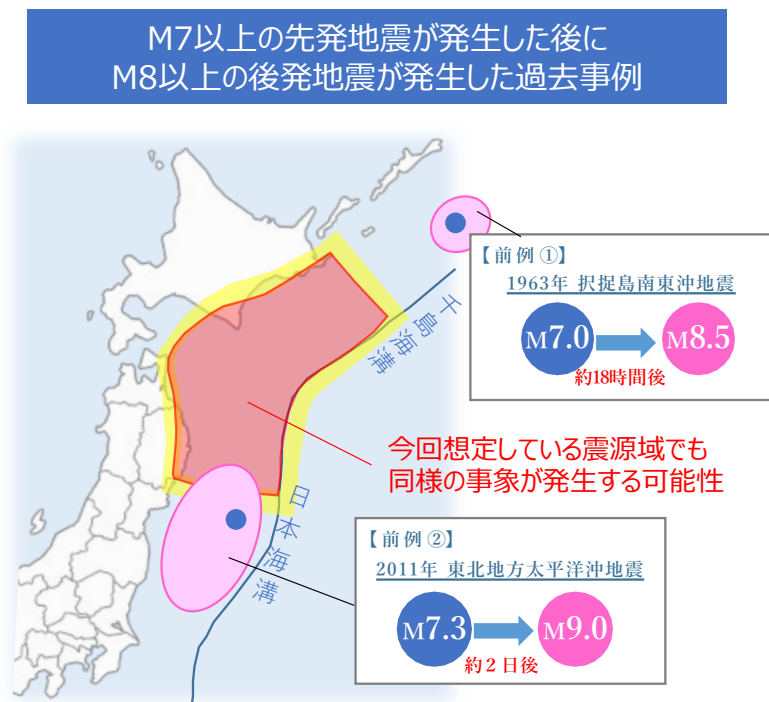 M7以上の先発地震が発生した後に
M8以上の後発地震が発生した過去事例
【前例①】
1963年 択捉島南東沖地震
M7.0
M8.5
約18時間後
千島海溝
今回想定している震源域でも
同様の事象が発生する可能性
日本海溝
【前例②】
2011年 東北地方太平洋沖地震
M7.3
M9.0
約2日後